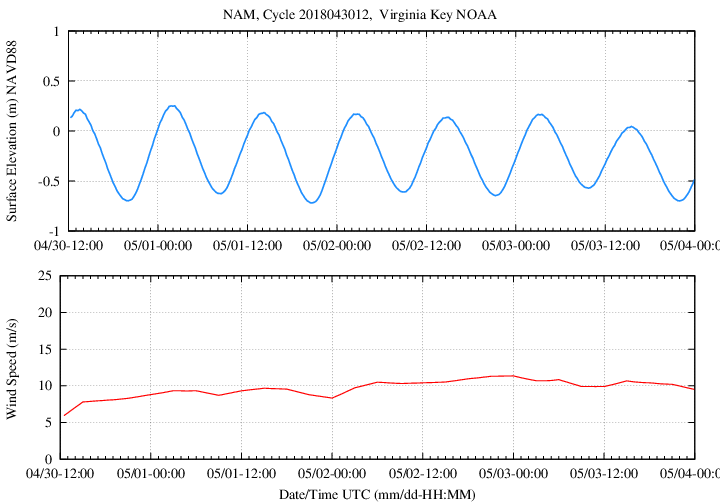 NAM, Cycle 2018043012,  Virginia Key NOAA
Surface Elevation (m) NAVD88
1
0.5
0
-0.5
-1
04/30-12:00 05/01-00:00 05/01-12:00 05/02-00:00 05/02-12:00 05/03-00:00 05/03-12:00 05/04-00:0
Wind Speed (m/s)
25
20
15
10
5
0
04/30-12:00 05/01-00:00 05/01-12:00 05/02-00:00 05/02-12:00 05/03-00:00 05/03-12:00 05/04-00:0
Date/Time UTC (mm/dd-HH:MM)